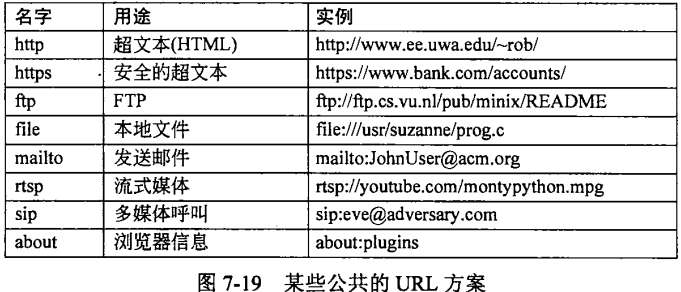 名字 用途 实例
http 超文本(HTML) http://www.ee.uwa.edu/~rob/
https 安全的超文本 https://www.bank.com/accounts/
ftp FTP ftp://ftp.cs.vu.nl/pub/minix/README
file 本地文件 file:///usr/suzanne/prog.c
mailto 发送邮件 mailto:JohnUser@acm.org
rtsp 流式媒体 rtsp://youtube.com/montypython.mpg
sip 多媒体呼叫 sip:eve@adversary.com
about 浏览器信息 about:plugins
图 7-19 某些公共的 URL 方案